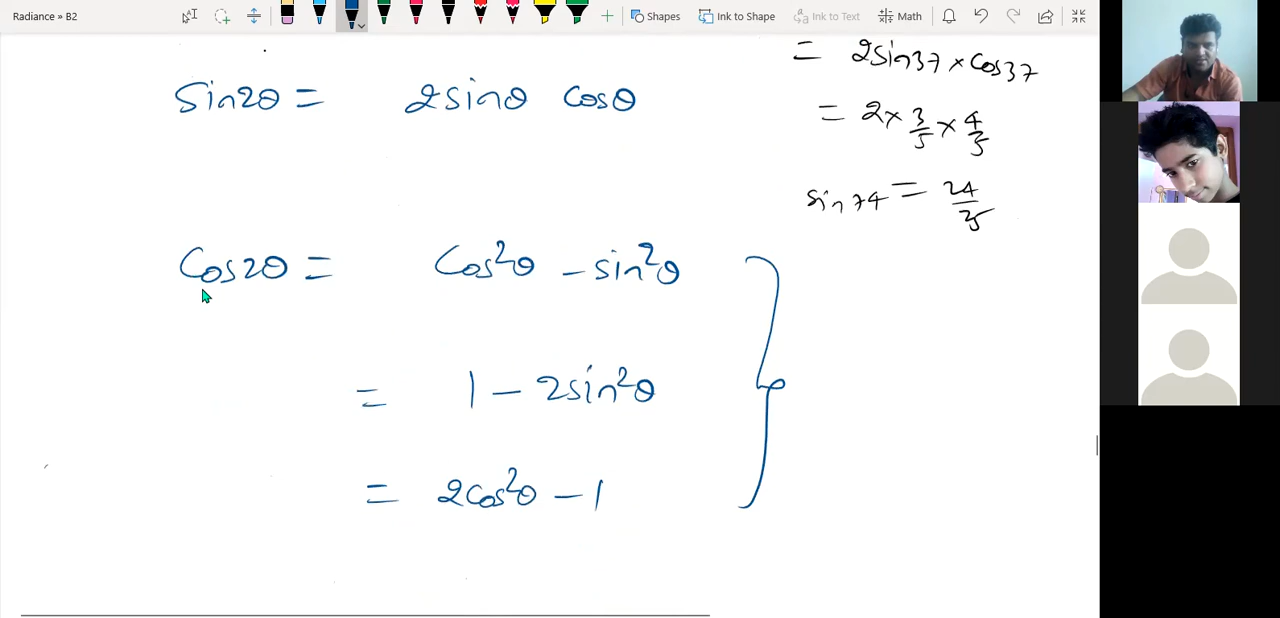 Radiance » B2
Shapes
Ink to Shape
Ink to Text
Math
= 2sin37 × cos37
sin2θ = 2sinθ cosθ
= 2 × 3/5 × 4/5
sin74 = 24/25
Cos2θ = Cos²θ - sin²θ
= 1 - 2sin²θ
= 2cos²θ - 1